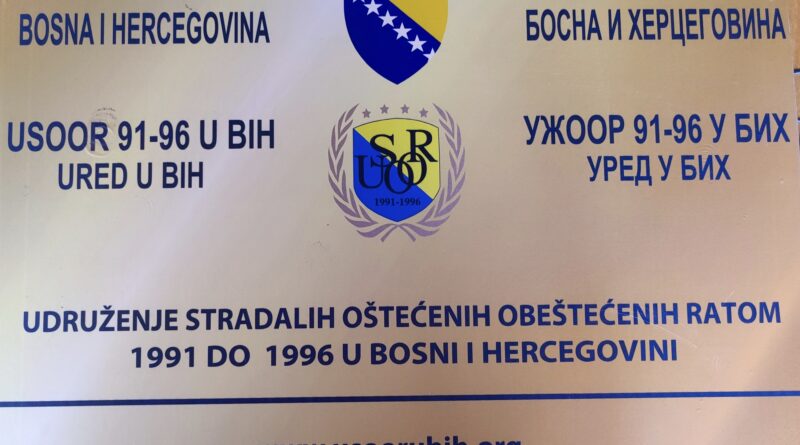 BOSNA I HERCEGOVINA
БОСНА И ХЕРЦЕГОВИНА
USOOR 91-96 U BIH
URED U BIH
USOOR
1991-1996
УЖООР 91-96 У БИХ
УРЕД У БИХ
UDRUŽENJE STRADALIH OŠTEĆENIH OBEŠTEĆENIH RATOM
1991 DO 1996 U BOSNI I HERCEGOVINI